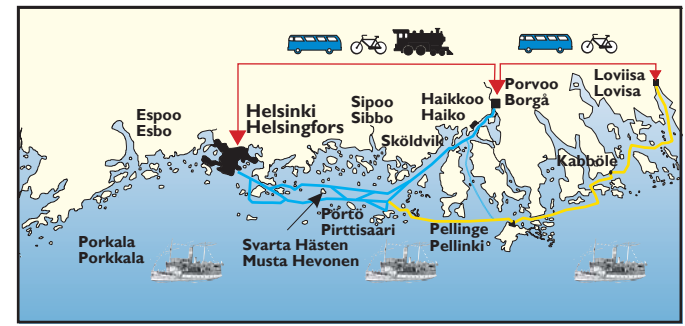 Espoo
Esbo
Helsinki
Helsingfors
Sipoo
Sibbo
Haikkoo
Haiko
Porvoo
Borgå
Loviisa
Lovisa
Sköldvik
Kabböle
Porto
Pirttisaari
Svarta Hästen
Musta Hevonen
Pellinge
Pellinki
Porkala
Porkkala